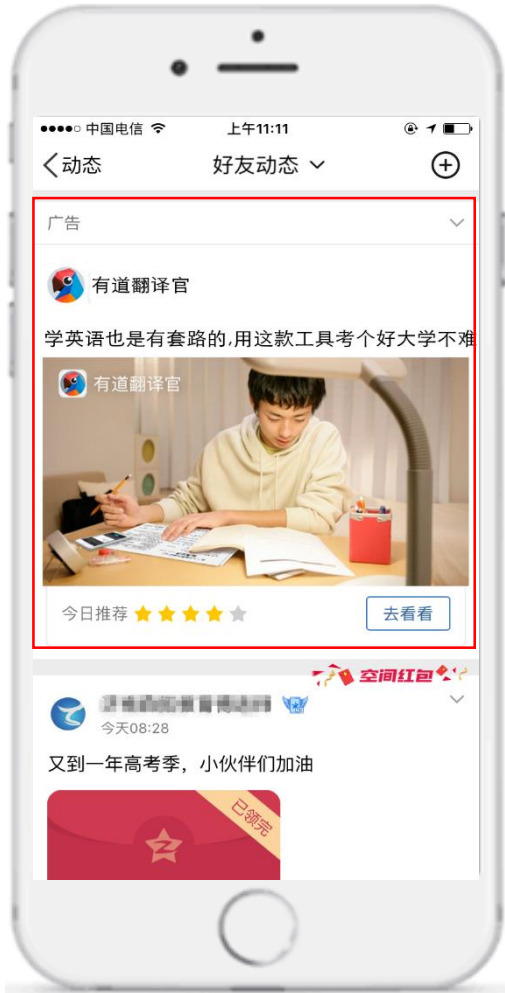 中国电信
上午11:11
动态
好友动态
广告
有道翻译官
学英语也是有套路的,用这款工具考个好大学不难
有道翻译官
今日推荐
去看看
空间红包
今天08:28
又到一年高考季，小伙伴们加油
已领完